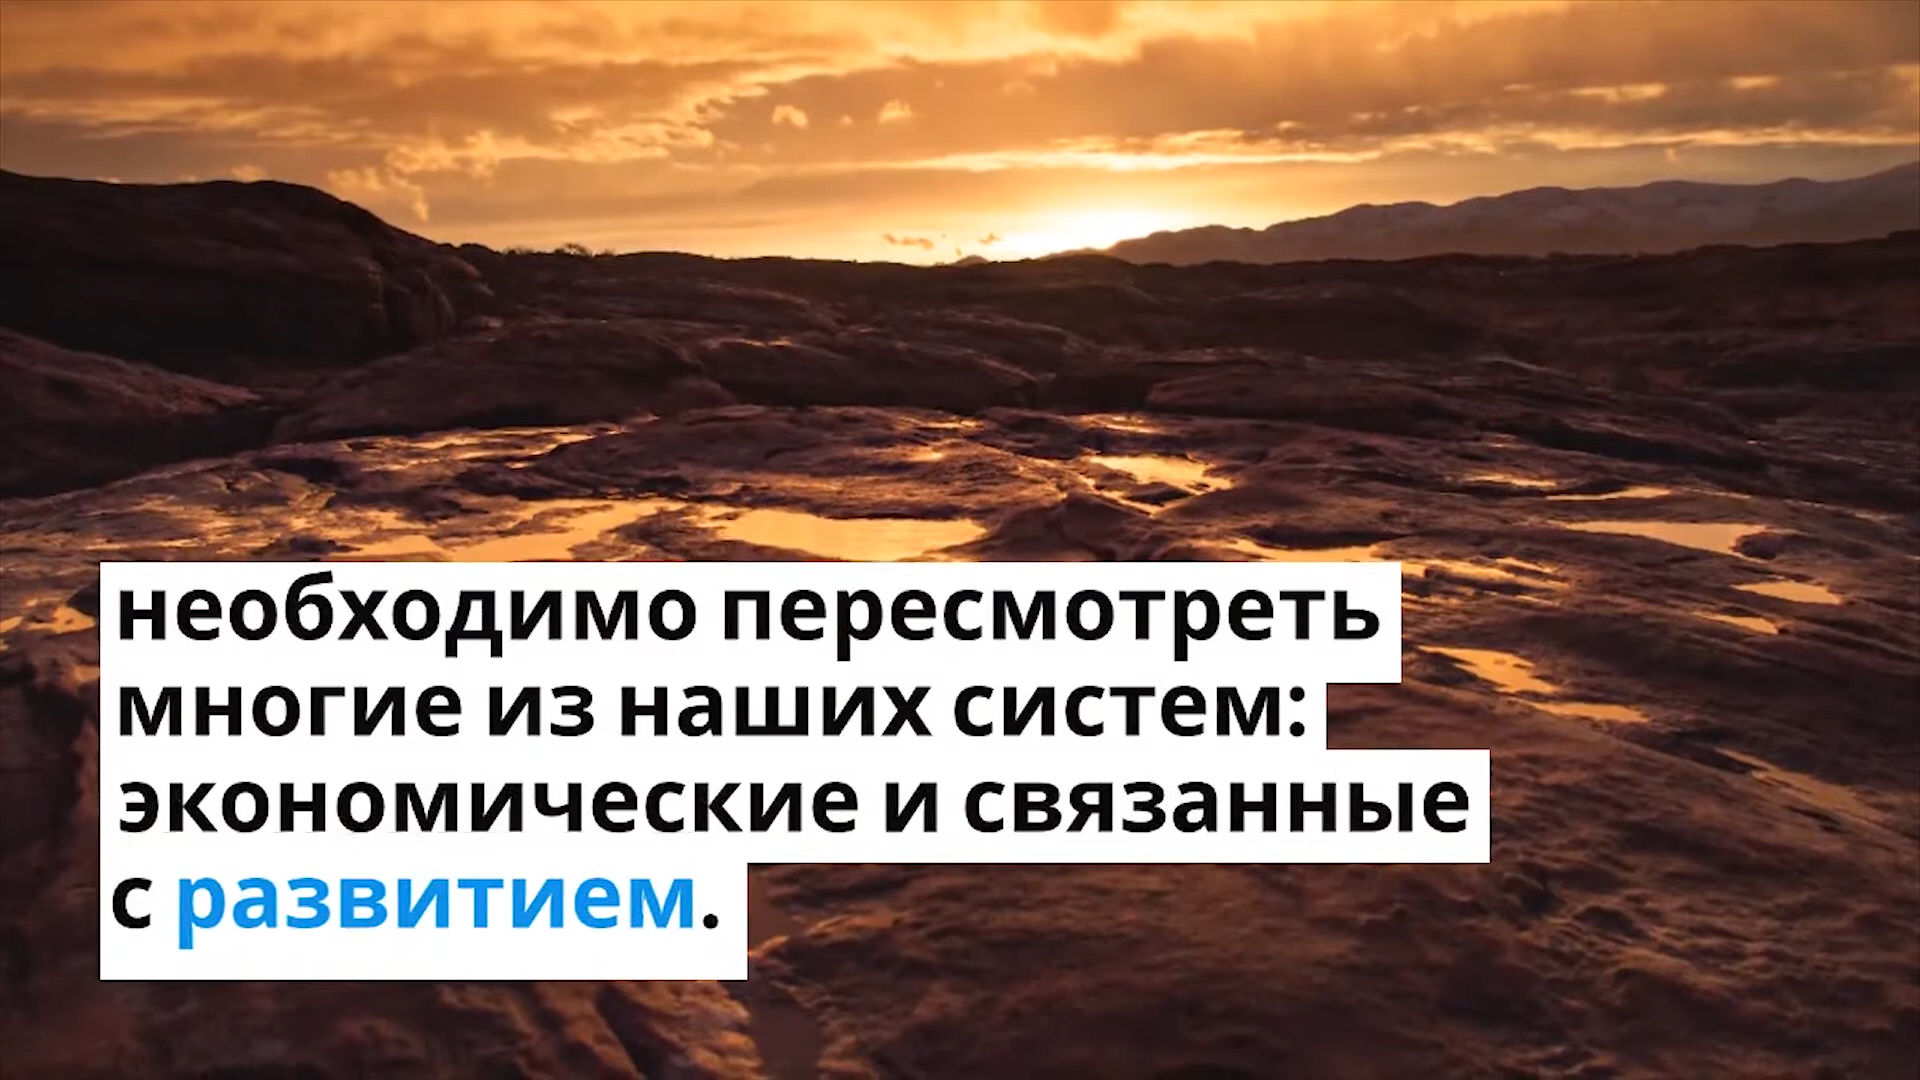 необходимо пересмотреть
многие из наших систем:
экономические и связанные
с развитием.